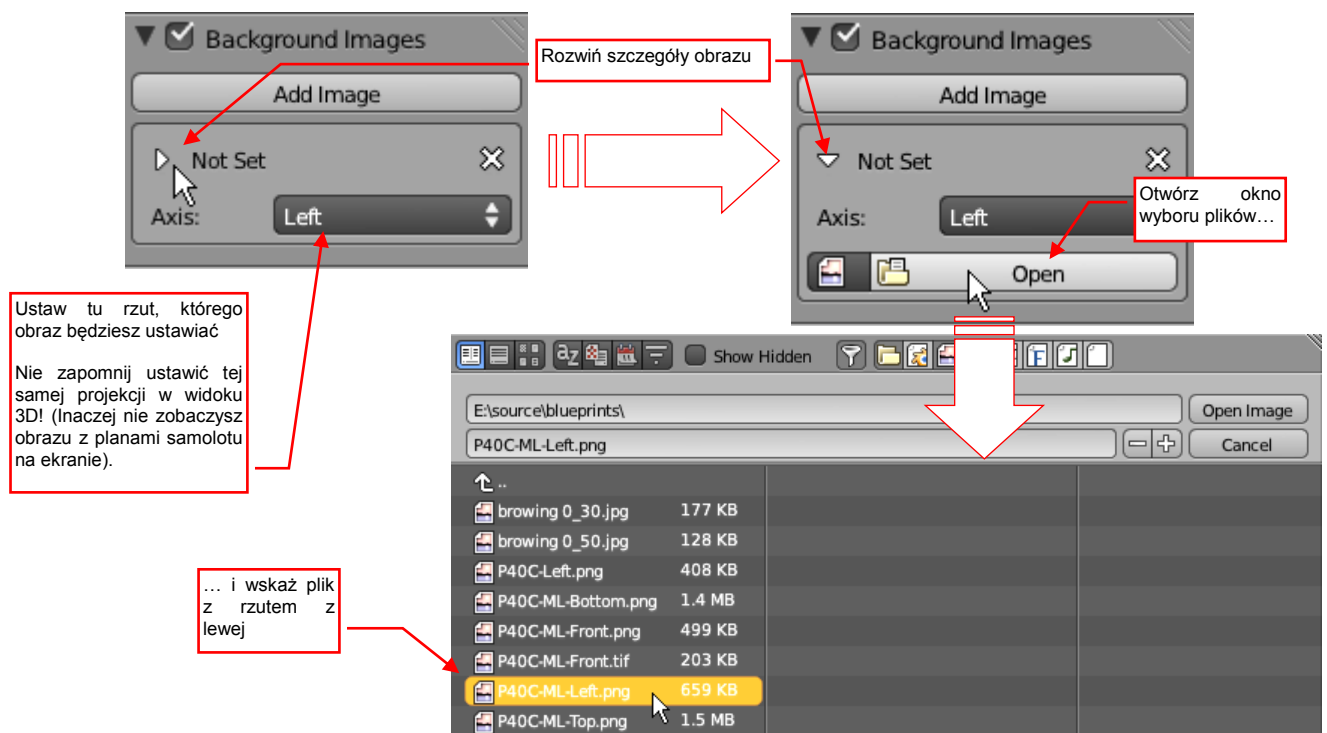 Background Images
Add Image
Not Set
Axis: Left
Rozwiń szczegóły obrazu
Background Images
Add Image
Not Set
Axis: Left
Open
Otwórz okno
wyboru plików…
Ustaw tu rzut, którego
obraz będziesz ustawiać
Nie zapomnij ustawić tej
samej projekcji w widoku
3D! (Inaczej nie zobaczysz
obrazu z planami samolotu
na ekranie).
Show Hidden
E:\source\blueprints\ Open Image
P40C-ML-Left.png Cancel
..
browing 0_30.jpg 177 KB
browing 0_50.jpg 128 KB
P40C-Left.png 408 KB
P40C-ML-Bottom.png 1.4 MB
P40C-ML-Front.png 499 KB
P40C-ML-Front.tif 203 KB
P40C-ML-Left.png 659 KB
P40C-ML-Top.png 1.5 MB
… i wskaż plik
z rzutem z
lewej